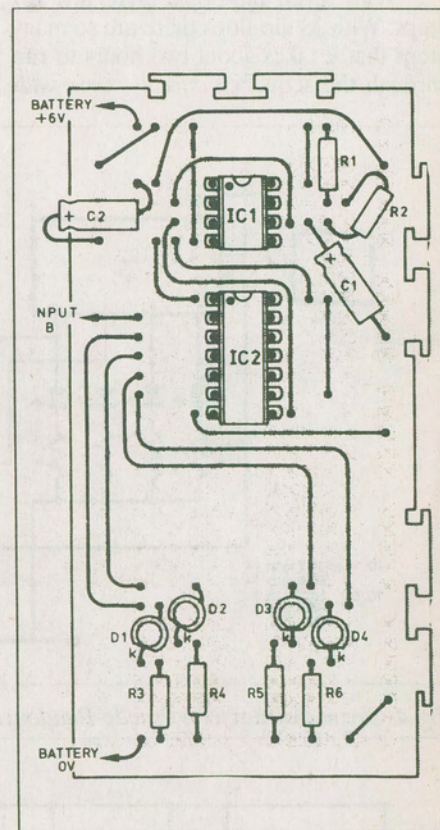 BATTERY
+6V
R1
IC1
R2
+
C2
+
C1
NPUT
B
IC2
D2
D3
D1
D4
k
k
k
k
R3
R4
R5
R6
BATTERY
0V